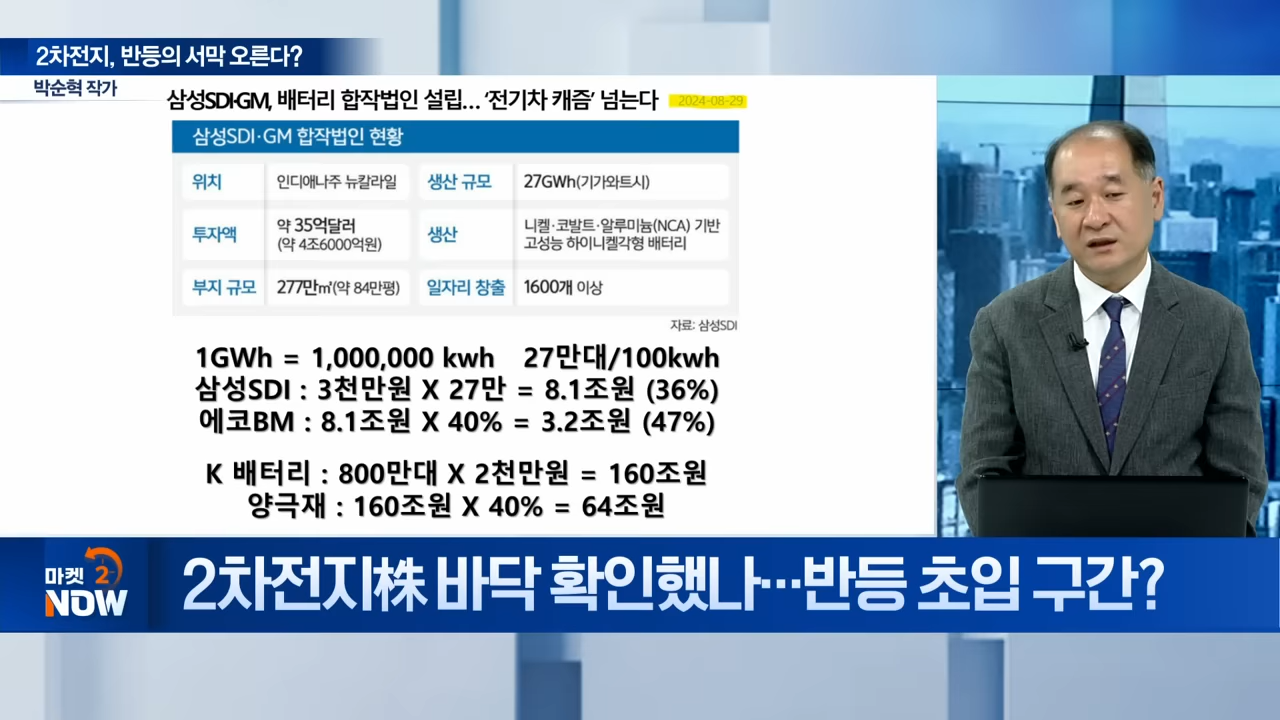 2차전지, 반등의 서막 오른다?
박순혁 작가
삼성SDI·GM, 배터리 합작법인 설립... ‘전기차 캐즘’ 넘는다 2024-08-29
삼성SDI·GM 합작법인 현황
위치 인디애나주 뉴칼라일 생산 규모 27GWh(기가와트시)
투자액 약 35억달러 (약 4조6000억원) 생산 니켈·코발트·알루미늄(NCA) 기반 고성능 하이니켈각형 배터리
부지 규모 277만㎡(약 84만평) 일자리 창출 1600개 이상
자료: 삼성SDI
1GWh = 1,000,000 kwh 27만대/100kwh
삼성SDI : 3천만원 X 27만 = 8.1조원 (36%)
에코BM : 8.1조원 X 40% = 3.2조원 (47%)
K 배터리 : 800만대 X 2천만원 = 160조원
양극재 : 160조원 X 40% = 64조원
마켓 2
NOW
2차전지株 바닥 확인했나…반등 초입 구간?